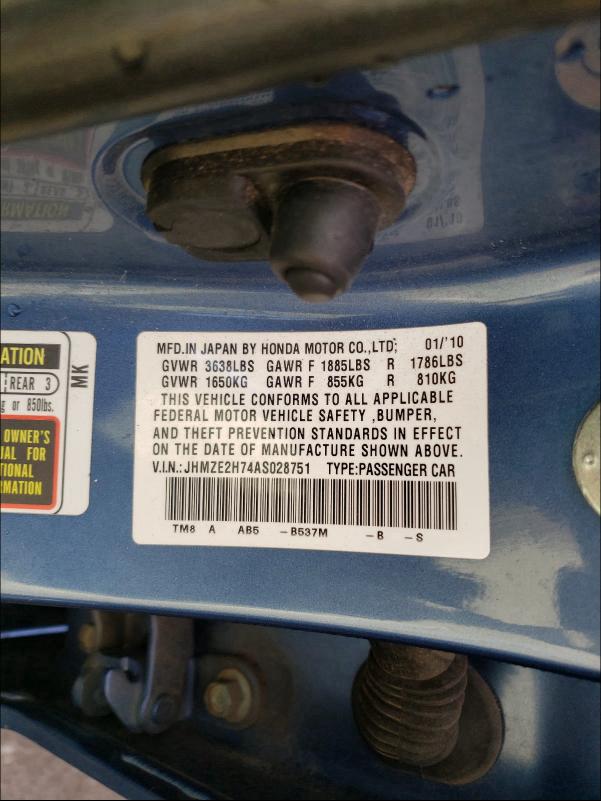 ATION
REAR 3
g or 850lbs.
OWNER'S
UAL FOR
TIONAL
RMATION
MK
MFD.IN JAPAN BY HONDA MOTOR CO.,LTD; 01/'10
GVWR 3638LBS GAWR F 1885LBS R 1786LBS
GVWR 1650KG GAWR F 855KG R 810KG
THIS VEHICLE CONFORMS TO ALL APPLICABLE
FEDERAL MOTOR VEHICLE SAFETY ,BUMPER,
AND THEFT PREVENTION STANDARDS IN EFFECT
ON THE DATE OF MANUFACTURE SHOWN ABOVE.
V.I.N.:JHMZE2H74AS028751 TYPE:PASSENGER CAR
TM8 A AB5 -B537M -B -S